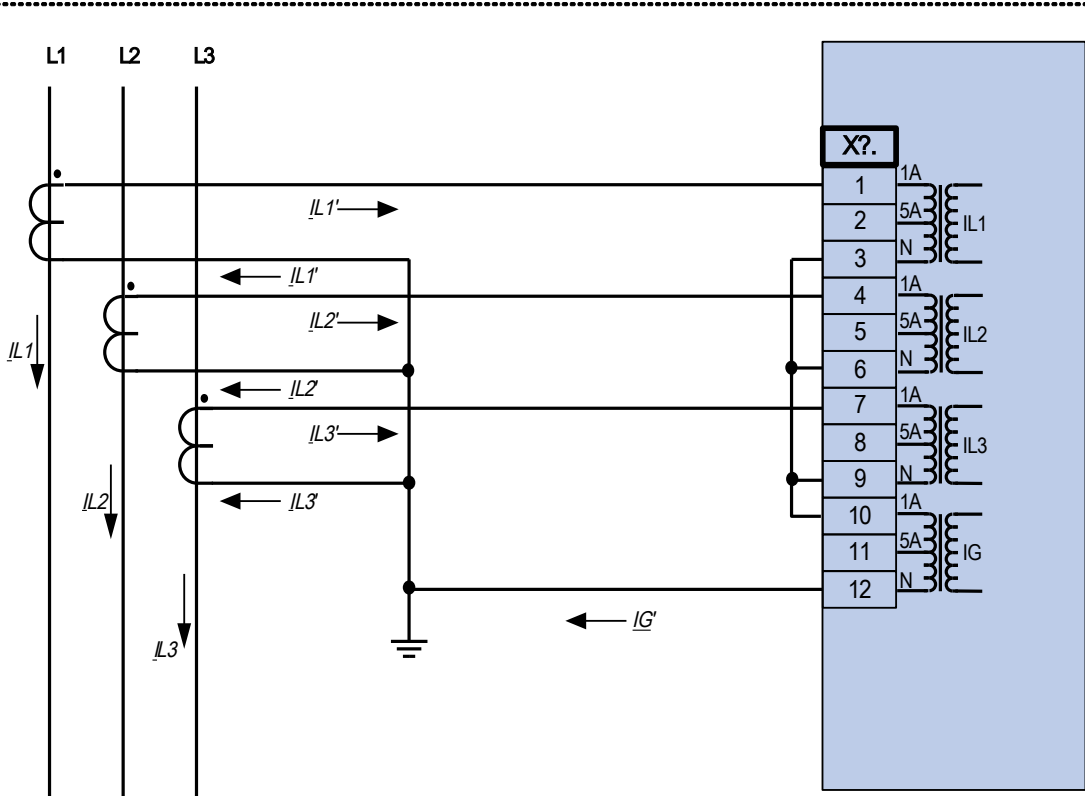 L1 L2 L3
X?.
1 1A
IL1'
2 5A IL1
3 N
IL1'
4 1A
IL2'
5 5A IL2
IL1
6 N
IL2'
7 1A
IL3'
8 5A IL3
9 N
IL2 IL3'
10 1A
11 5A IG
12 N
IG'
IL3